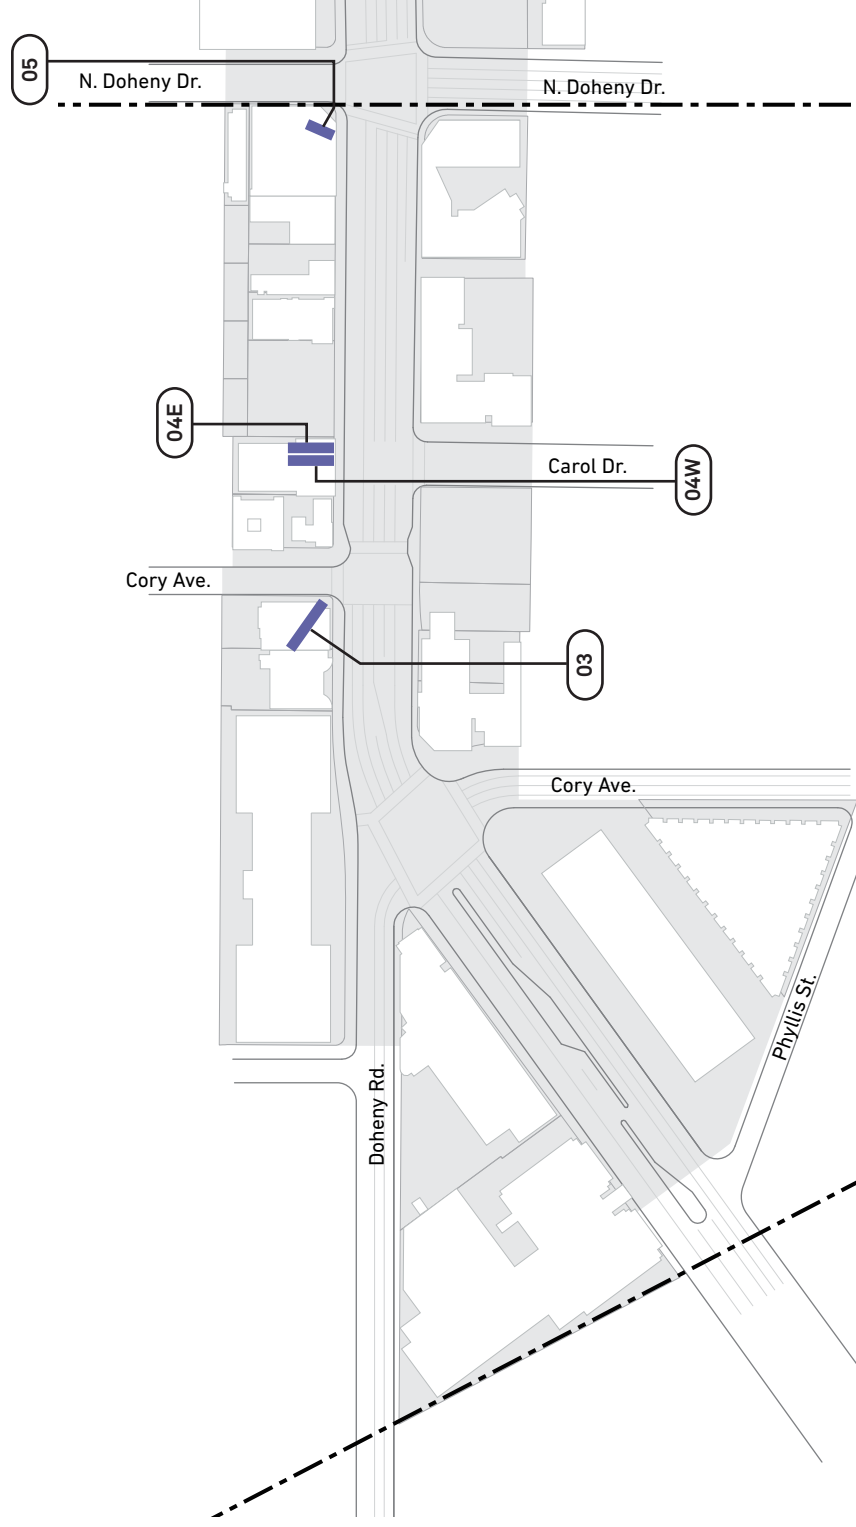 05
N. Doheny Dr.
N. Doheny Dr.
04E
Carol Dr.
04W
Cory Ave.
03
Cory Ave.
Phyllis St.
Doheny Rd.